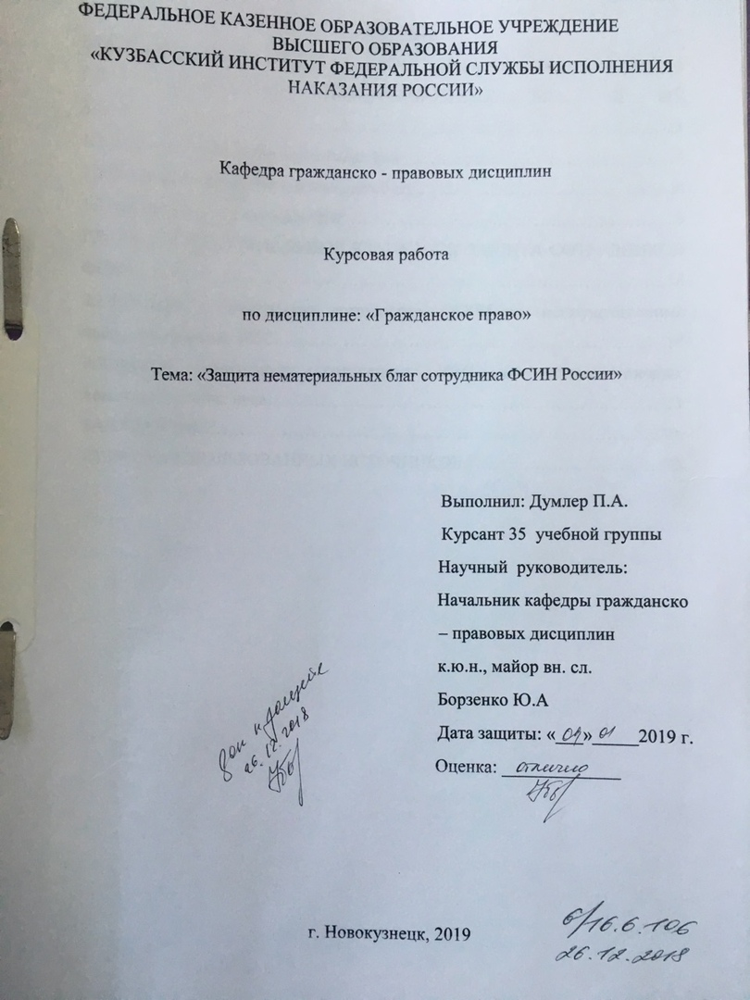 ФЕДЕРАЛЬНОЕ КАЗЕННОЕ ОБРАЗОВАТЕЛЬНОЕ УЧРЕЖДЕНИЕ
ВЫСШЕГО ОБРАЗОВАНИЯ
«КУЗБАССКИЙ ИНСТИТУТ ФЕДЕРАЛЬНОЙ СЛУЖБЫ ИСПОЛНЕНИЯ
НАКАЗАНИЯ РОССИИ»
Кафедра гражданско - правовых дисциплин
Курсовая работа
по дисциплине: «Гражданское право»
Тема: «Защита нематериальных благ сотрудника ФСИН России»
Выполнил: Думлер П.А.
Курсант 35 учебной группы
Научный руководитель:
Начальник кафедры гражданско
– правовых дисциплин
к.ю.н., майор вн. сл.
Борзенко Ю.А
Дата защиты: «09» 01 2019 г.
Оценка: отлично
доп к защите
26.12.2018
г. Новокузнецк, 2019
6/16.6.106
26.12.2018